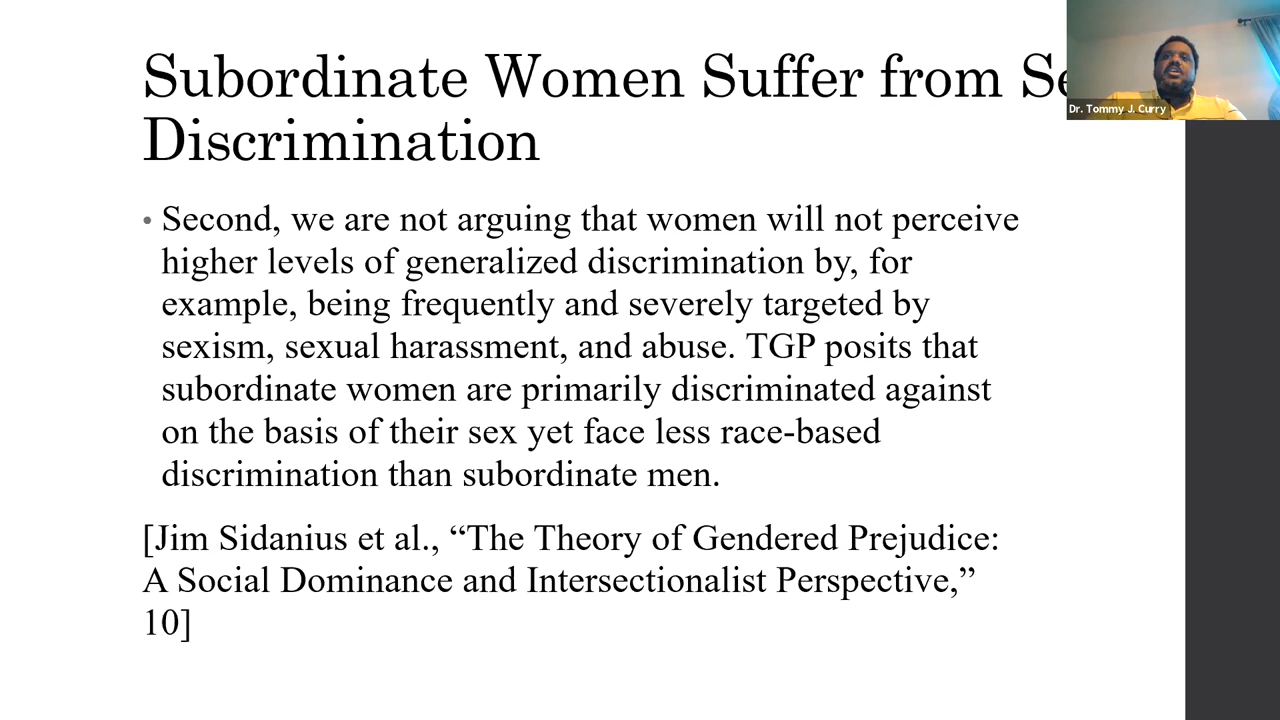 Subordinate Women Suffer from
Discrimination
• Second, we are not arguing that women will not perceive
higher levels of generalized discrimination by, for
example, being frequently and severely targeted by
sexism, sexual harassment, and abuse. TGP posits that
subordinate women are primarily discriminated against
on the basis of their sex yet face less race-based
discrimination than subordinate men.
[Jim Sidanius et al., “The Theory of Gendered Prejudice:
A Social Dominance and Intersectionalist Perspective,”
10]
Dr. Tommy J. Curry